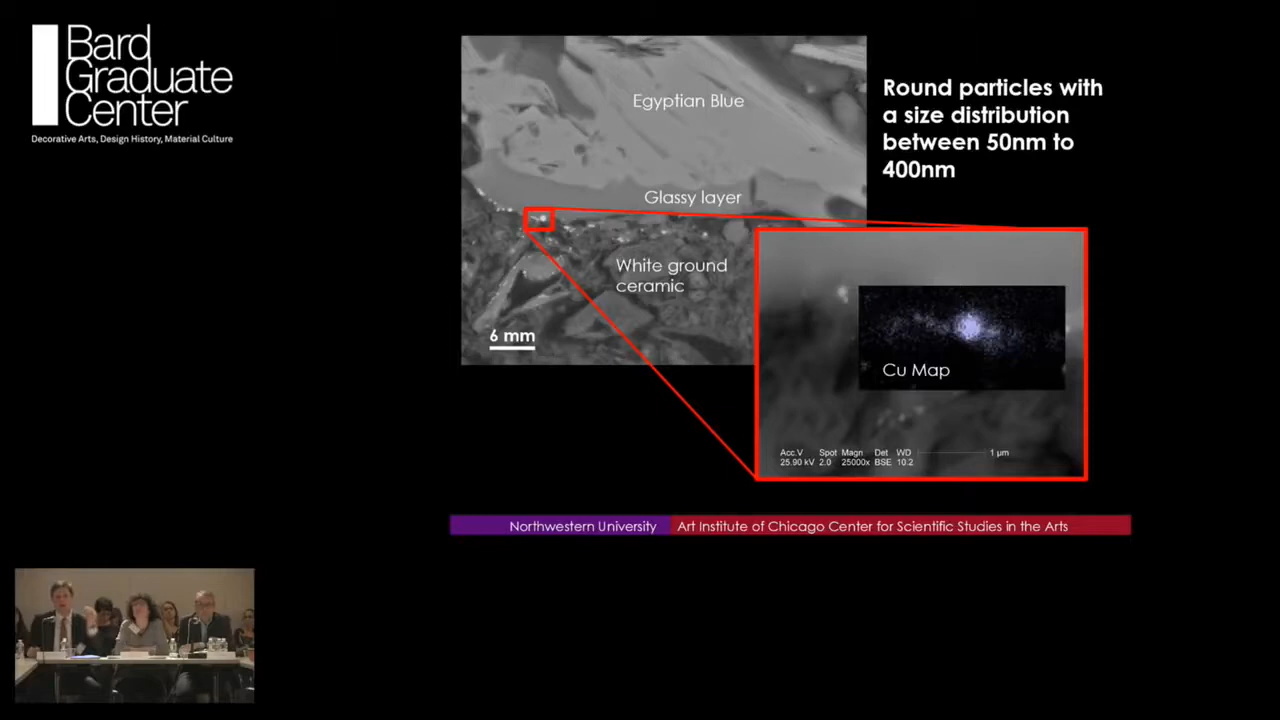 Bard
Graduate
Center
Decorative Arts, Design History, Material Culture
Egyptian Blue
Glassy layer
White ground
ceramic
6 mm
Round particles with
a size distribution
between 50nm to
400nm
Cu Map
Acc.V Spot Magn Det WD
25.90 kV 2.0 25000x BSE 10.2
1 µm
Northwestern University
Art Institute of Chicago Center for Scientific Studies in the Arts